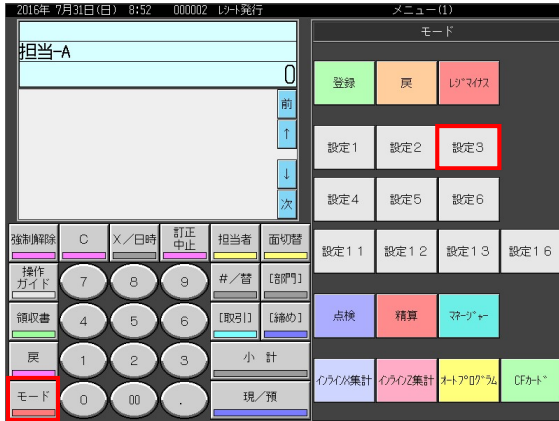 2016年 7月31日(日) 8:52 000002 レシート発行 メニュー(1)
モード
担当-A
0
前
↑
↓
次
登録 戻 レジマイナス
設定1 設定2 設定3
設定4 設定5 設定6
設定11 設定12 設定13 設定16
点検 精算 マネージャー
インラインX集計 インラインZ集計 オートプログラム CFカード
強制解除 C X/日時 訂正中止 担当者 面切替
操作ガイド 7 8 9 #/替 [部門]
領収書 4 5 6 [取引] [締め]
戻 1 2 3 小 計
モード 0 00 . 現/預